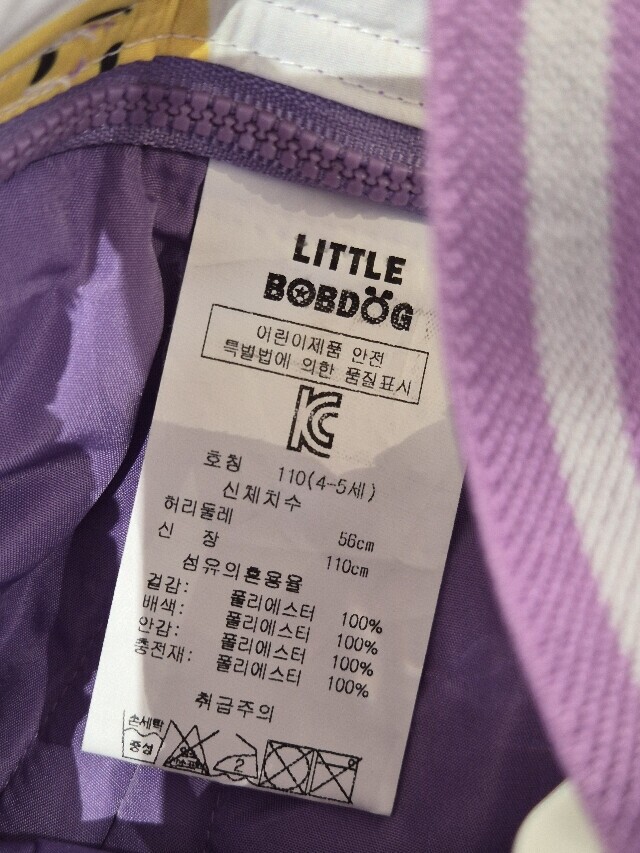 LITTLE
BOBDOG
어린이제품 안전
특별법에 의한 품질표시
KC
호칭 110(4-5세)
신체치수
허리둘레 56cm
신 장 110cm
섬유의혼용율
겉감: 폴리에스터 100%
배색: 폴리에스터 100%
안감: 폴리에스터 100%
충전재: 폴리에스터 100%
취급주의
손세탁
중성
2